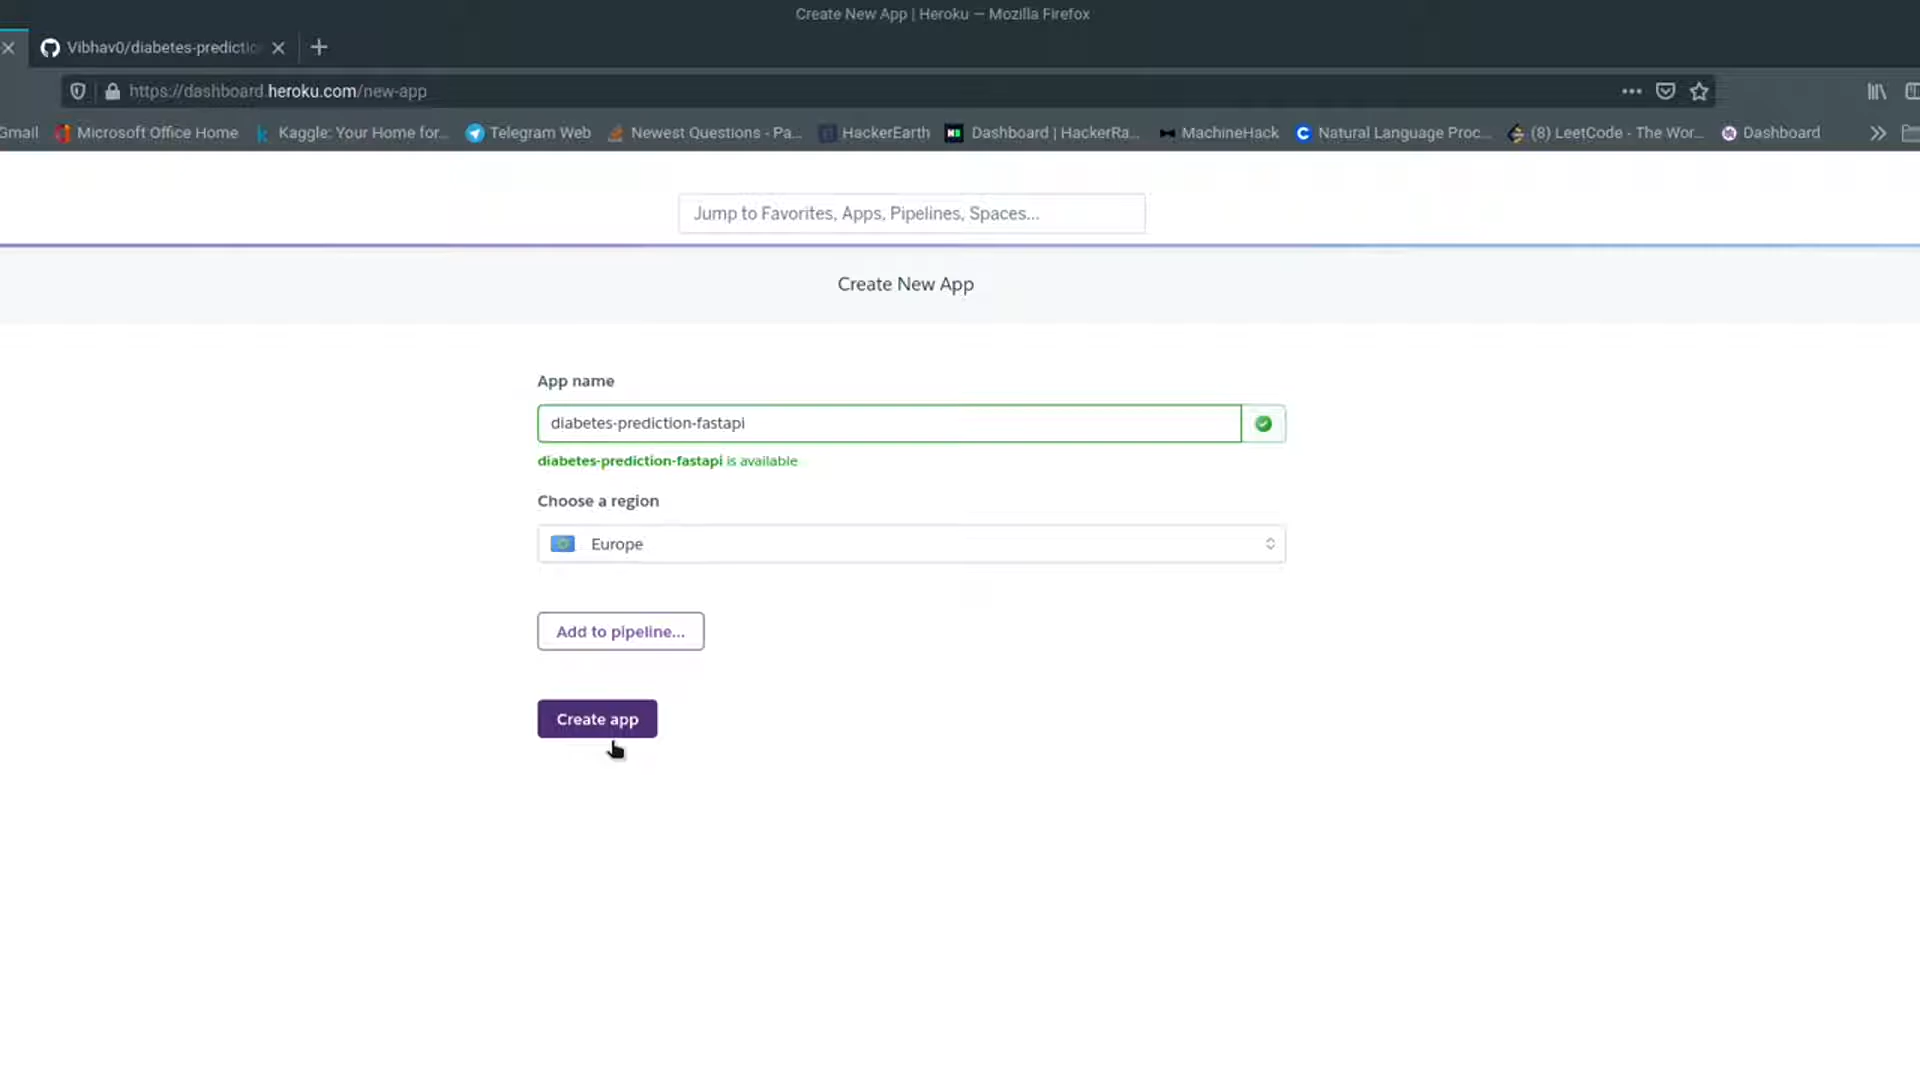 Create New App | Heroku — Mozilla Firefox
Vibhav0/diabetes-predictio
https://dashboard.heroku.com/new-app
Gmail Microsoft Office Home Kaggle: Your Home for... Telegram Web Newest Questions - Pa... HackerEarth Dashboard | HackerRa... MachineHack Natural Language Proc... (8) LeetCode - The Wor... Dashboard
Jump to Favorites, Apps, Pipelines, Spaces...
Create New App
App name
diabetes-prediction-fastapi
diabetes-prediction-fastapi is available
Choose a region
Europe
Add to pipeline...
Create app